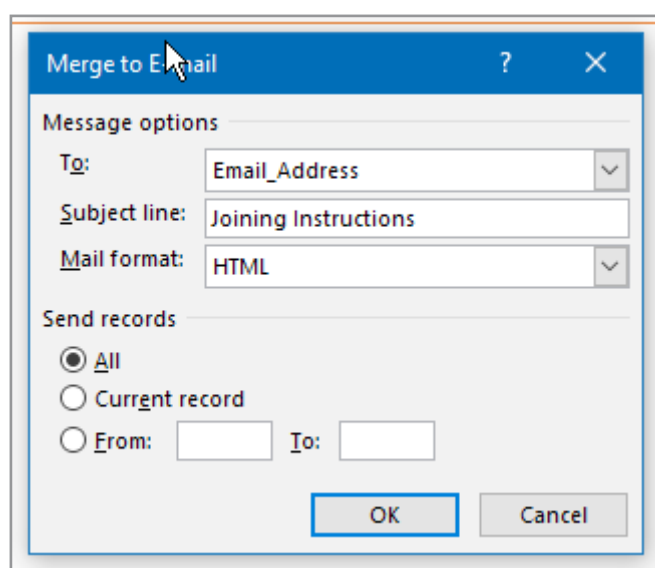 Merge to E-mail ?
Message options
To: Email_Address
Subject line: Joining Instructions
Mail format: HTML
Send records
All
Current record
From: To:
OK Cancel